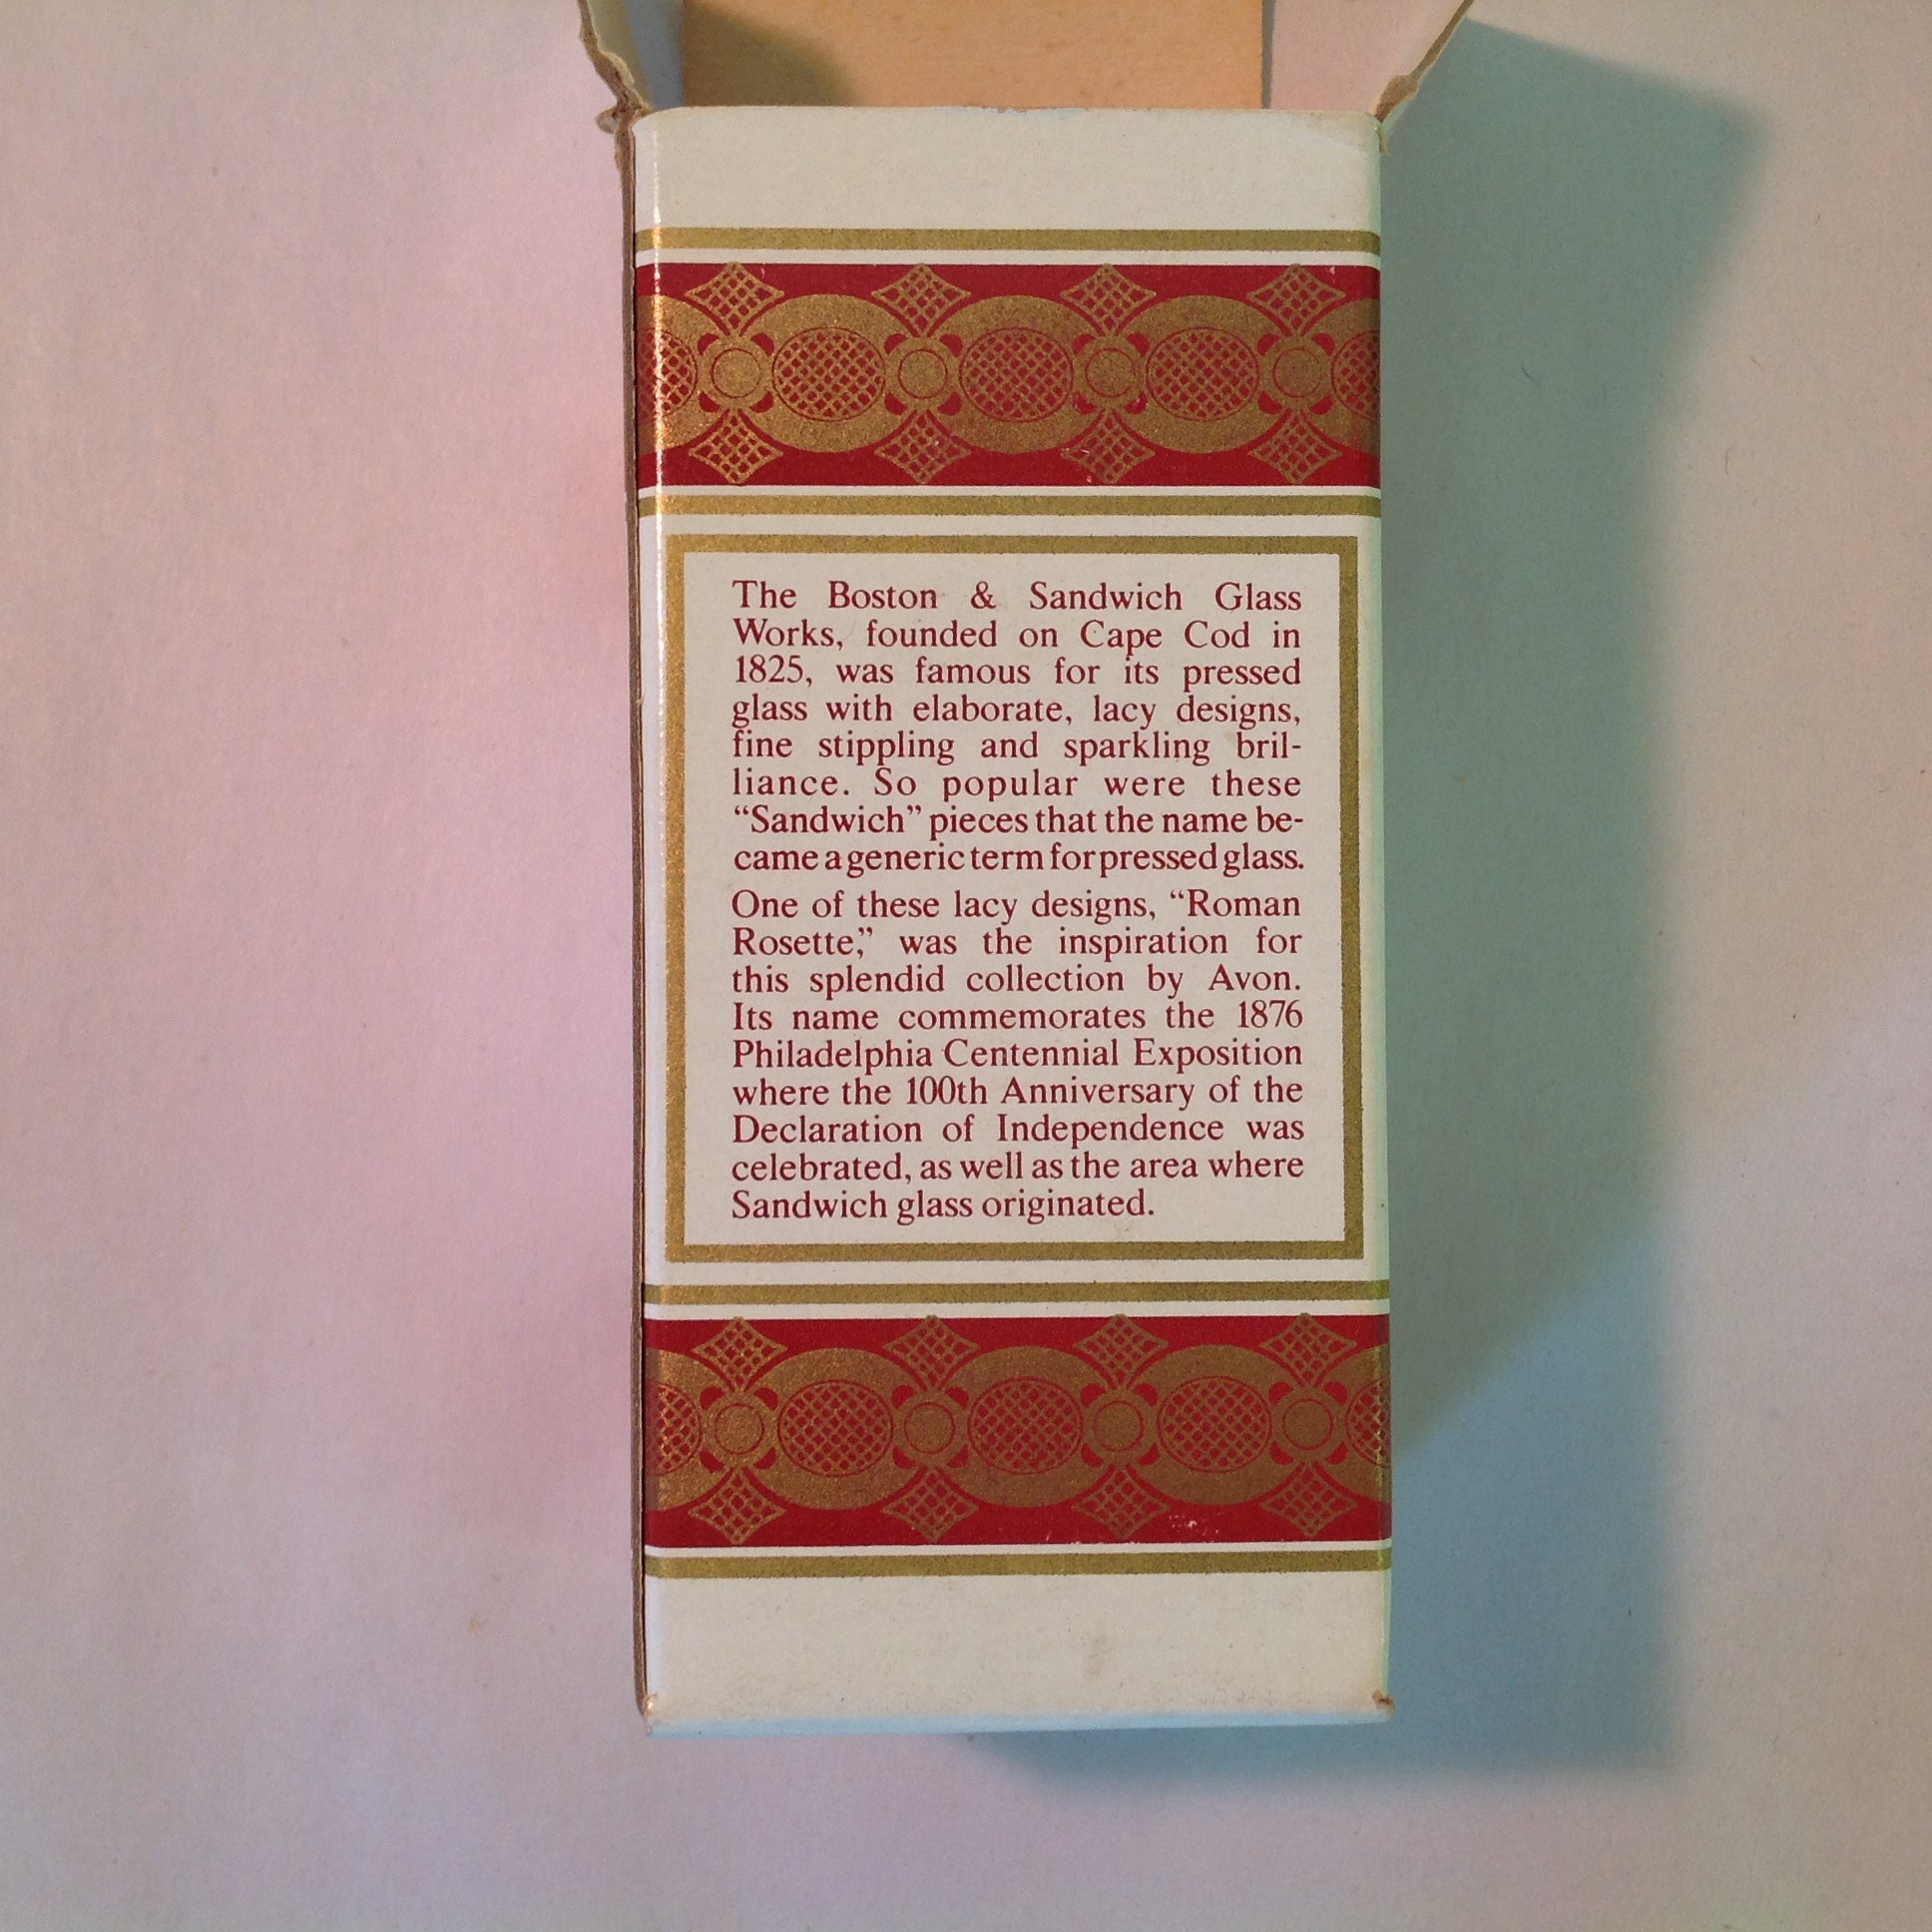 The Boston & Sandwich Glass
Works, founded on Cape Cod in
1825, was famous for its pressed
glass with elaborate, lacy designs,
fine stippling and sparkling bril-
liance. So popular were these
“Sandwich” pieces that the name be-
came a generic term for pressed glass.
One of these lacy designs, “Roman
Rosette,” was the inspiration for
this splendid collection by Avon.
Its name commemorates the 1876
Philadelphia Centennial Exposition
where the 100th Anniversary of the
Declaration of Independence was
celebrated, as well as the area where
Sandwich glass originated.